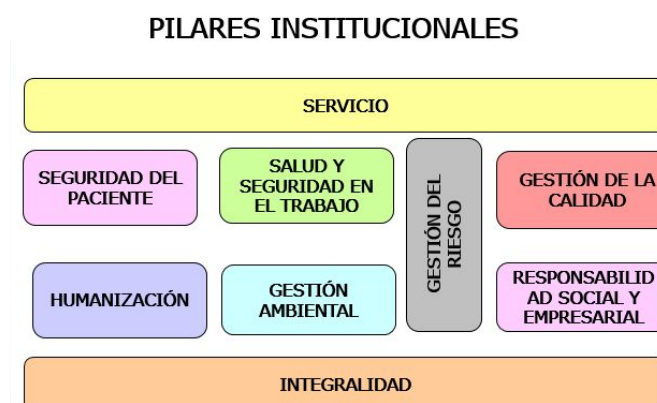 PILARES INSTITUCIONALES
SERVICIO
SEGURIDAD DEL
PACIENTE
SALUD Y
SEGURIDAD EN
EL TRABAJO
GESTIÓN DEL
RIESGO
GESTIÓN DE LA
CALIDAD
HUMANIZACIÓN
GESTIÓN
AMBIENTAL
RESPONSABILID
AD SOCIAL Y
EMPRESARIAL
INTEGRALIDAD